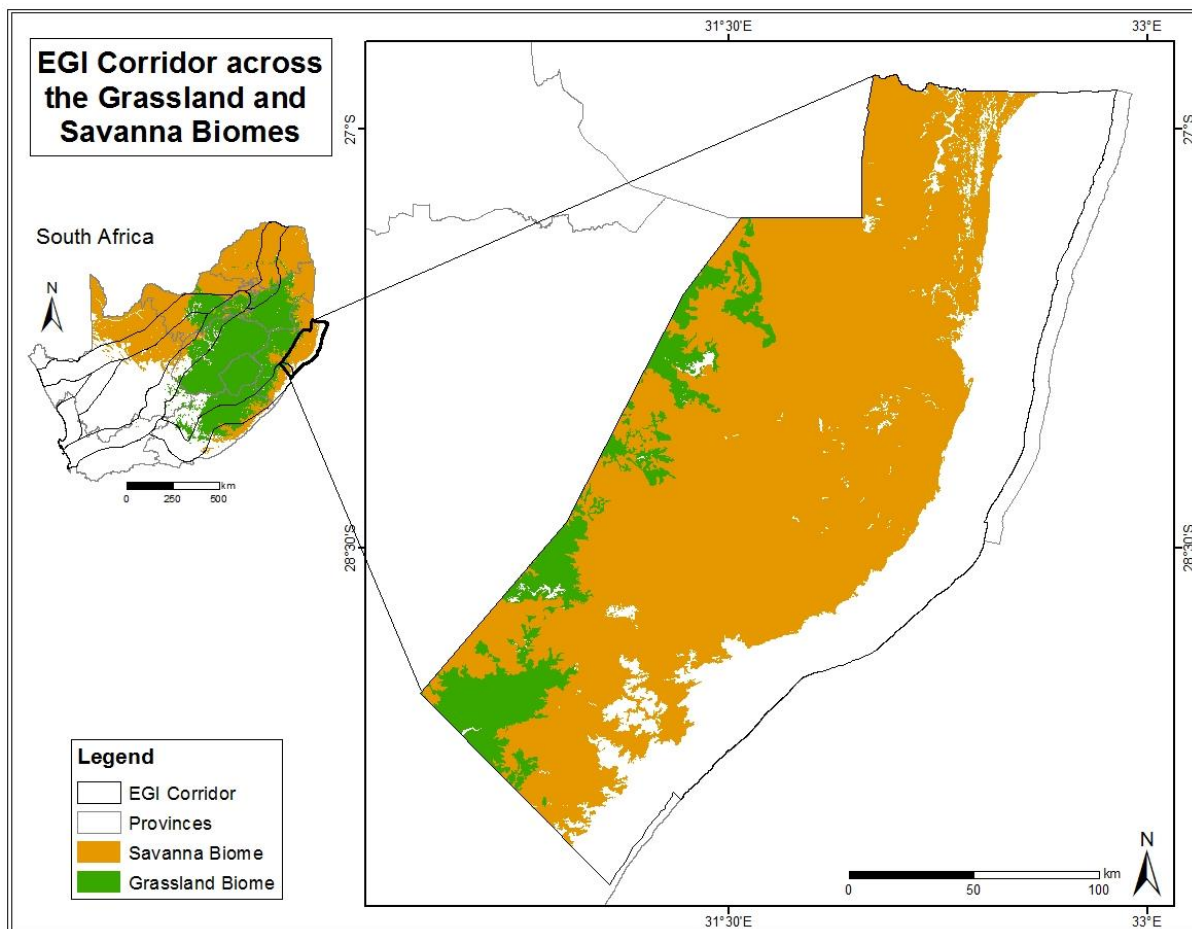 EGI Corridor across
the Grassland and
Savanna Biomes
South Africa
N
0 250 500 km
Legend
EGI Corridor
Provinces
Savanna Biome
Grassland Biome
31°30'E 33°E
27°S 27°S
28°30'S 28°30'S
N
km
0 50 100
31°30'E 33°E